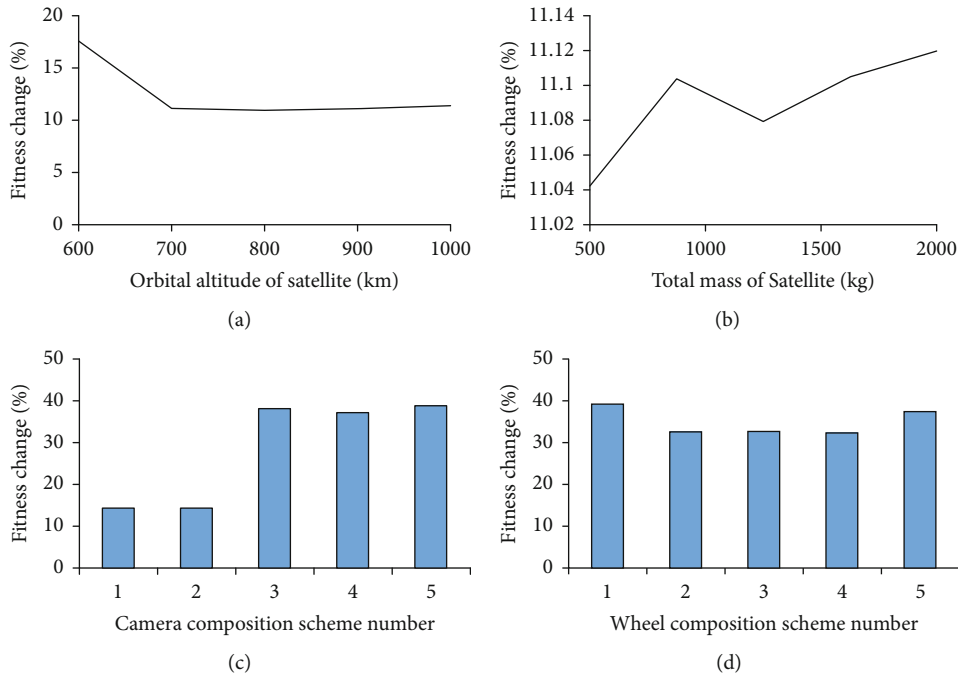 Fitness change (%)
20
15
10
5
0
600 700 800 900 1000
Orbital altitude of satellite (km)
(a)
Fitness change (%)
11.12
11.1
11.08
11.06
11.04
11.02
500 1000 1500 2000
Total mass of Satellite (kg)
(b)
Fitness change (%)
50
40
30
20
10
0
1 2 3 4 5
Camera composition scheme number
(c)
Fitness change (%)
50
40
30
20
10
0
1 2 3 4 5
Wheel composition scheme number
(d)